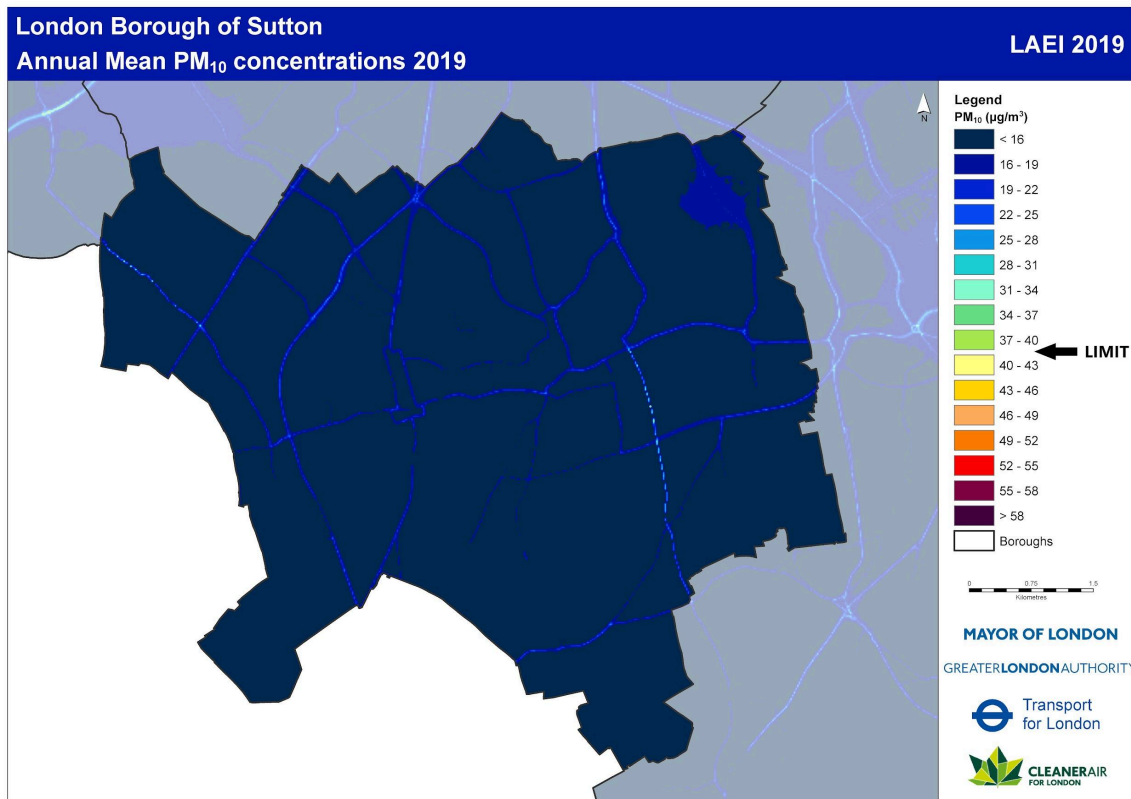 London Borough of Sutton
Annual Mean PM₁₀ concentrations 2019
LAEI 2019
N
Legend
PM₁₀ (µg/m³)
< 16
16 - 19
19 - 22
22 - 25
25 - 28
28 - 31
31 - 34
34 - 37
37 - 40
LIMIT
40 - 43
43 - 46
46 - 49
49 - 52
52 - 55
55 - 58
> 58
Boroughs
0 0.75 1.5
Kilometres
MAYOR OF LONDON
GREATERLONDONAUTHORITY
Transport
for London
CLEANERAIR
FOR LONDON